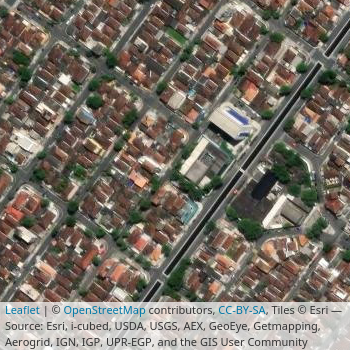 Leaflet | © OpenStreetMap contributors, CC-BY-SA, Tiles © Esri —
Source: Esri, i-cubed, USDA, USGS, AEX, GeoEye, Getmapping,
Aerogrid, IGN, IGP, UPR-EGP, and the GIS User Community